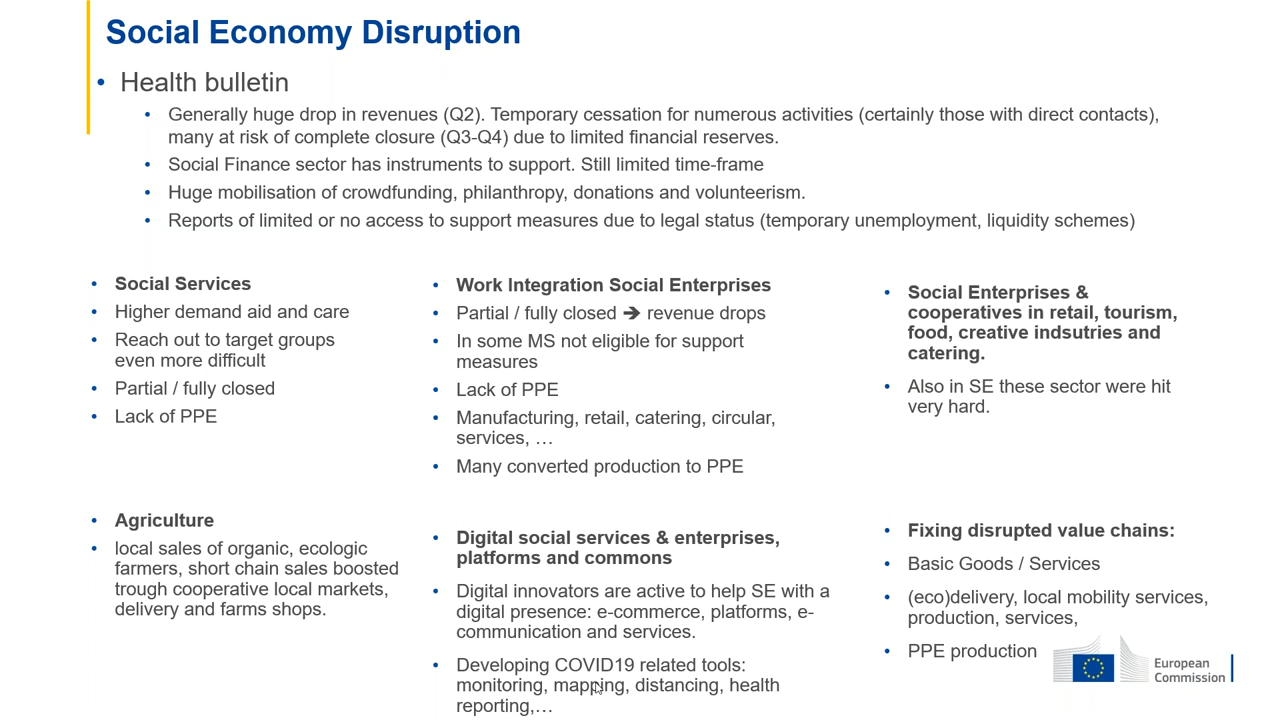 Social Economy Disruption
• Health bulletin
• Generally huge drop in revenues (Q2). Temporary cessation for numerous activities (certainly those with direct contacts),
many at risk of complete closure (Q3-Q4) due to limited financial reserves.
• Social Finance sector has instruments to support. Still limited time-frame
• Huge mobilisation of crowdfunding, philanthropy, donations and volunteerism.
• Reports of limited or no access to support measures due to legal status (temporary unemployment, liquidity schemes)
• Social Services
• Higher demand aid and care
• Reach out to target groups
even more difficult
• Partial / fully closed
• Lack of PPE
• Work Integration Social Enterprises
• Partial / fully closed ➔ revenue drops
• In some MS not eligible for support
measures
• Lack of PPE
• Manufacturing, retail, catering, circular,
services, …
• Many converted production to PPE
• Social Enterprises &
cooperatives in retail, tourism,
food, creative indsutries and
catering.
• Also in SE these sector were hit
very hard.
• Agriculture
• local sales of organic, ecologic
farmers, short chain sales boosted
trough cooperative local markets,
delivery and farms shops.
• Digital social services & enterprises,
platforms and commons
• Digital innovators are active to help SE with a
digital presence: e-commerce, platforms, e-
communication and services.
• Developing COVID19 related tools:
monitoring, mapping, distancing, health
reporting,…
• Fixing disrupted value chains:
• Basic Goods / Services
• (eco)delivery, local mobility services,
production, services,
• PPE production
European
Commission